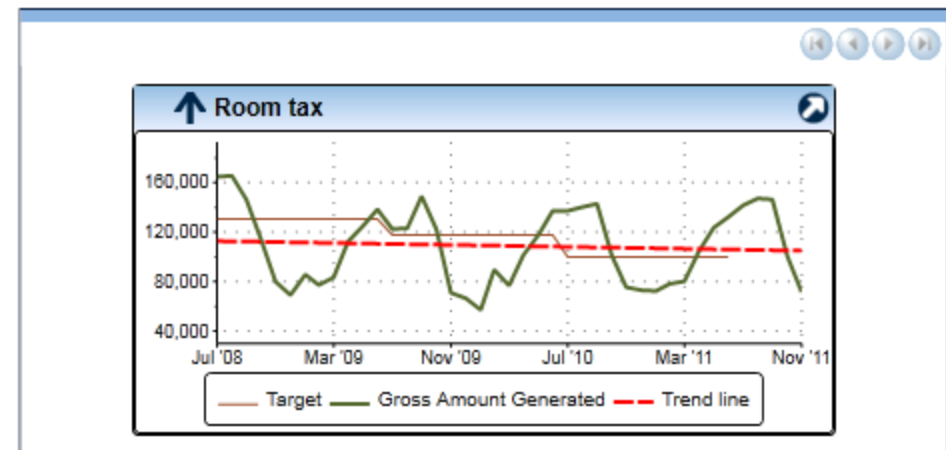 Room tax
160,000
120,000
80,000
40,000
Jul '08 Mar '09 Nov '09 Jul '10 Mar '11 Nov '11
Target Gross Amount Generated Trend line